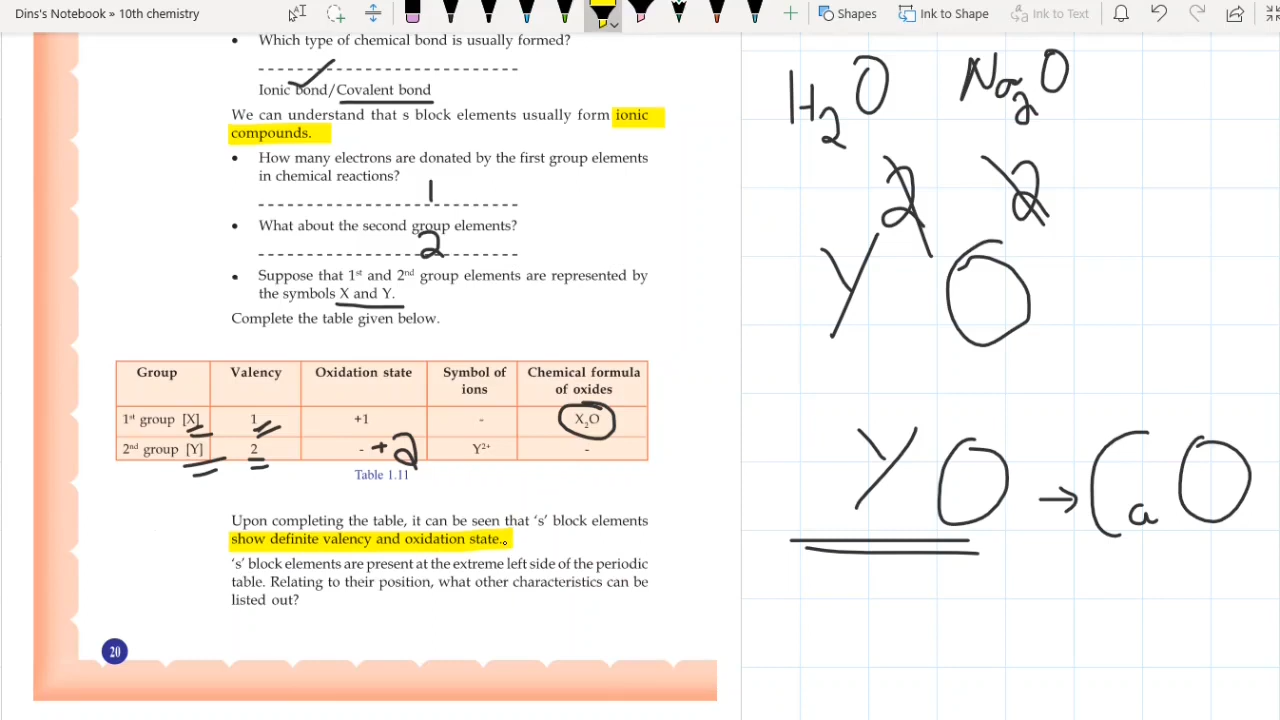 Din's Notebook » 10th chemistry
Shapes
Ink to Shape
Ink to Text
• Which type of chemical bond is usually formed?
Ionic bond/Covalent bond
We can understand that s block elements usually form ionic
compounds.
• How many electrons are donated by the first group elements
in chemical reactions?
1
• What about the second group elements?
2
• Suppose that 1st and 2nd group elements are represented by
the symbols X and Y.
Complete the table given below.
Group Valency Oxidation state Symbol of ions Chemical formula of oxides
1st group [X] 1 +1 - X₂O
2nd group [Y] 2 - +2 Y²⁺ -
Table 1.11
Upon completing the table, it can be seen that ‘s’ block elements
show definite valency and oxidation state.
‘s’ block elements are present at the extreme left side of the periodic
table. Relating to their position, what other characteristics can be
listed out?
20
H₂O Na₂O
2 2
Y O
YO → CaO